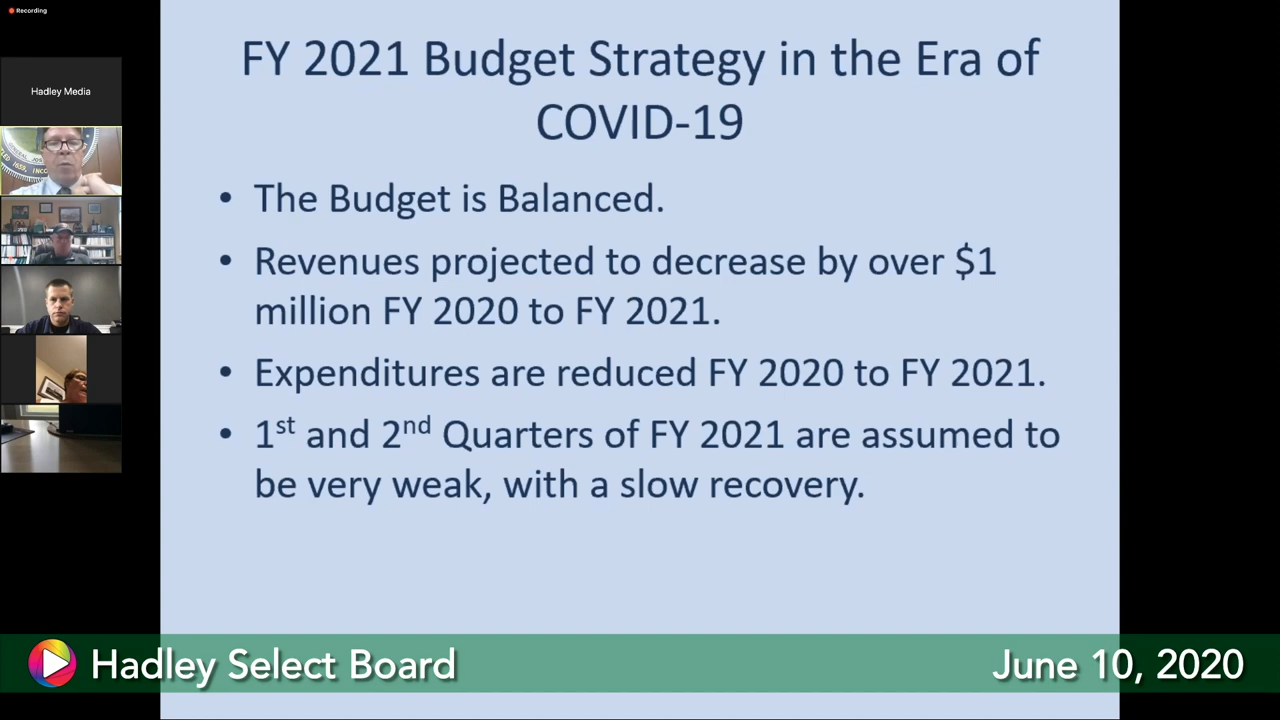 Recording
Hadley Media
FY 2021 Budget Strategy in the Era of
COVID-19
• The Budget is Balanced.
• Revenues projected to decrease by over $1
million FY 2020 to FY 2021.
• Expenditures are reduced FY 2020 to FY 2021.
• 1st and 2nd Quarters of FY 2021 are assumed to
be very weak, with a slow recovery.
Hadley Select Board
June 10, 2020